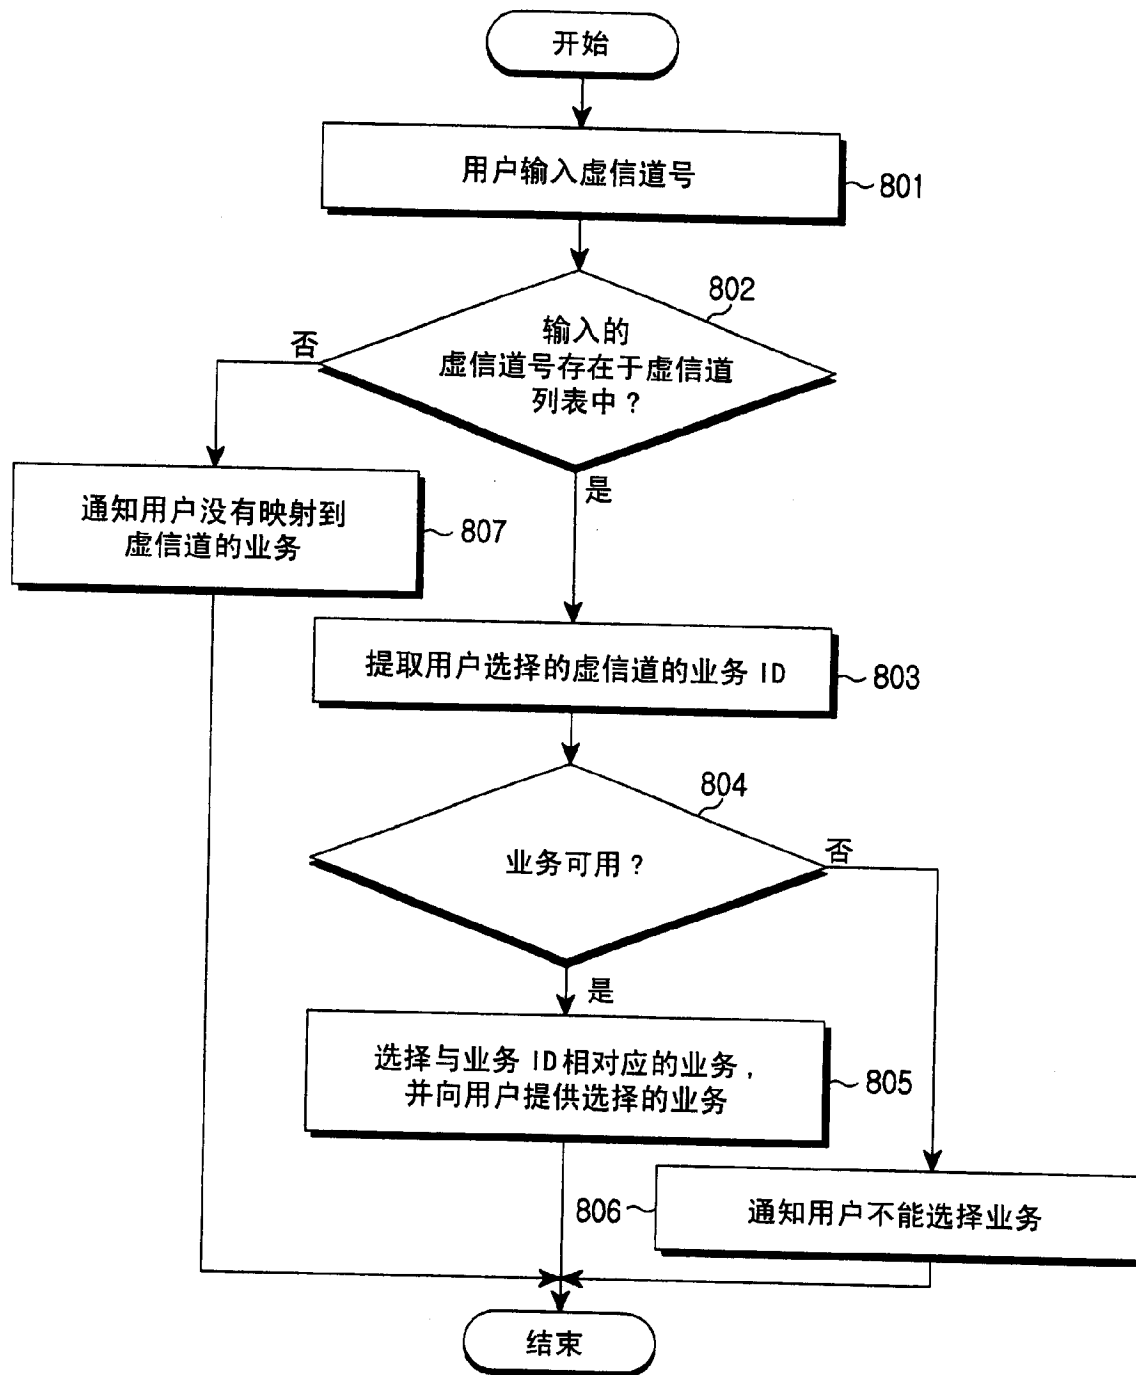 开始
用户输入虚信道号
801
802
输入的
虚信道号存在于虚信道
列表中？
否
是
通知用户没有映射到
虚信道的业务
807
提取用户选择的虚信道的业务 ID
803
804
业务可用？
否
是
选择与业务 ID相对应的业务，
并向用户提供选择的业务
805
806
通知用户不能选择业务
结束